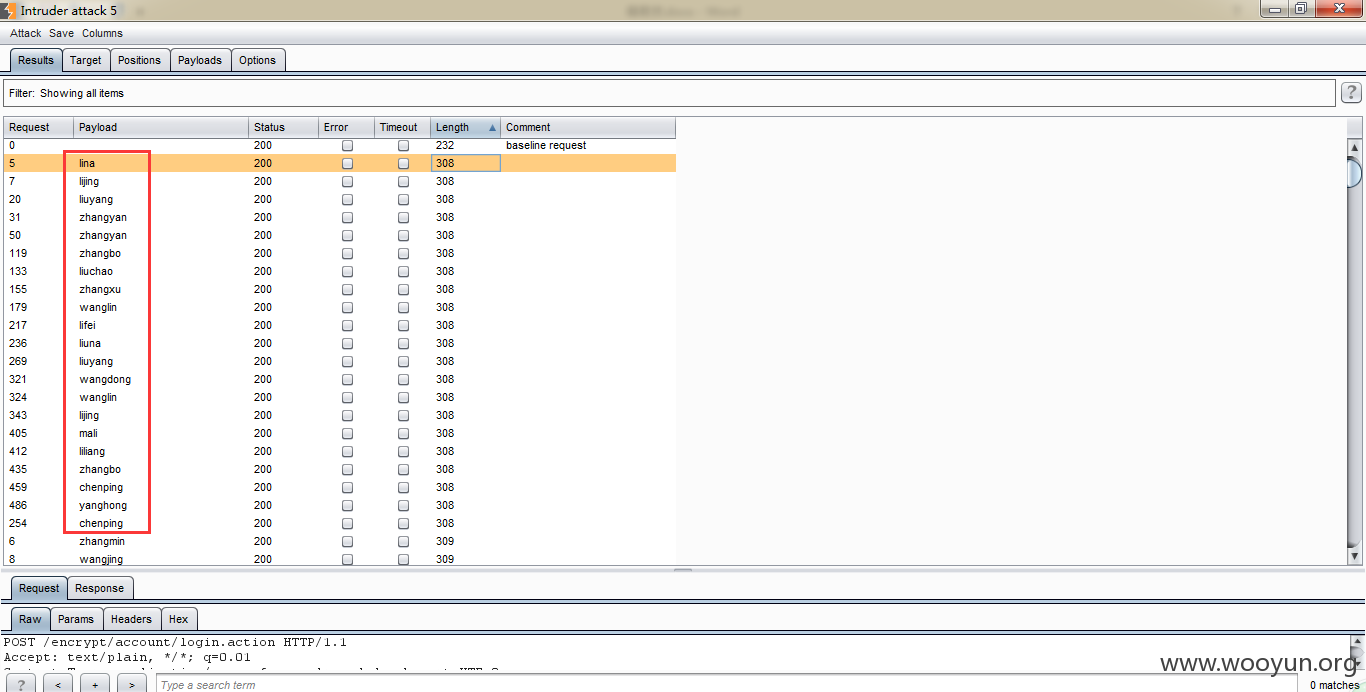 Intruder attack 5
Attack Save Columns
Results Target Positions Payloads Options
Filter: Showing all items ?
Request Payload Status Error Timeout Length Comment
0 200 232 baseline request
5 lina 200 308
7 lijing 200 308
20 liuyang 200 308
31 zhangyan 200 308
50 zhangyan 200 308
119 zhangbo 200 308
133 liuchao 200 308
155 zhangxu 200 308
179 wanglin 200 308
217 lifei 200 308
236 liuna 200 308
269 liuyang 200 308
321 wangdong 200 308
324 wanglin 200 308
343 lijing 200 308
405 mali 200 308
412 liliang 200 308
435 zhangbo 200 308
459 chenping 200 308
486 yanghong 200 308
254 chenping 200 308
6 zhangmin 200 309
8 wangjing 200 309
Request Response
Raw Params Headers Hex
POST /encrypt/account/login.action HTTP/1.1
Accept: text/plain, */*; q=0.01
www.wooyun.org
? < + > Type a search term 0 matches